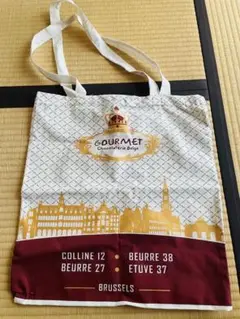 GOURMET
Chocolaterie Belge
COLLINE 12 • BEURRE 38
BEURRE 27 • ETUVE 37
BRUSSELS